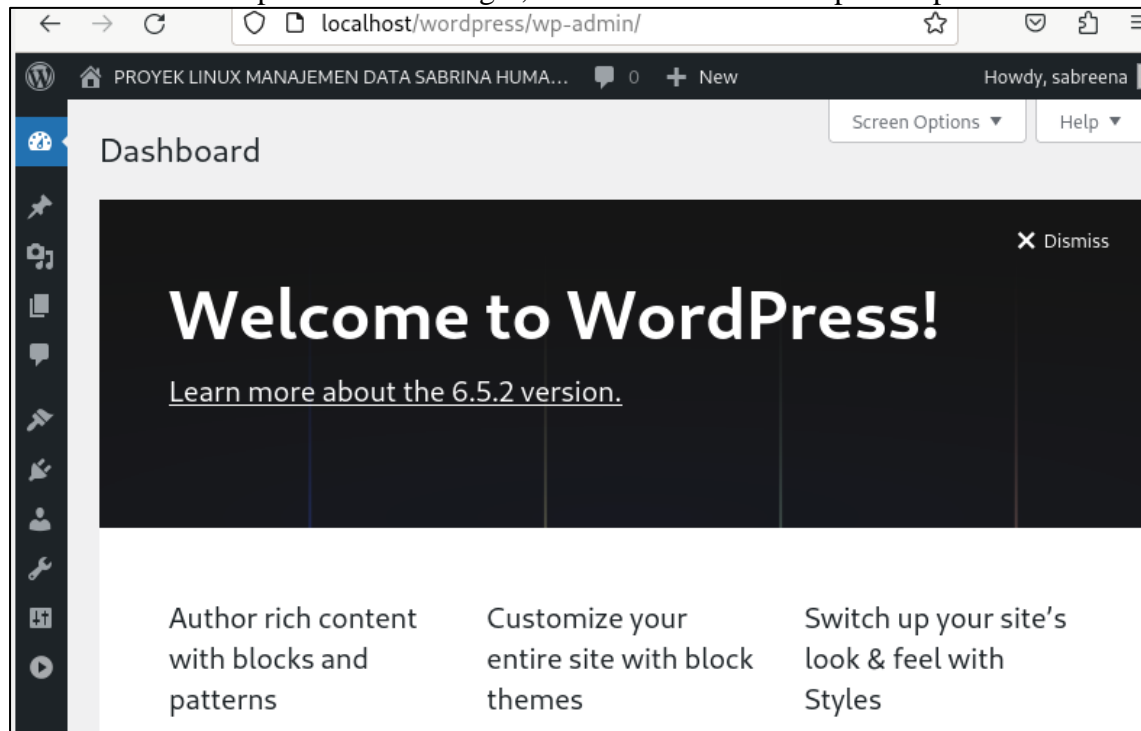 localhost/wordpress/wp-admin/
PROYEK LINUX MANAJEMEN DATA SABRINA HUMA... 0 + New Howdy, sabreena
Screen Options ▼ Help ▼
Dashboard
Dismiss
Welcome to WordPress!
Learn more about the 6.5.2 version.
Author rich content
with blocks and
patterns
Customize your
entire site with block
themes
Switch up your site's
look & feel with
Styles